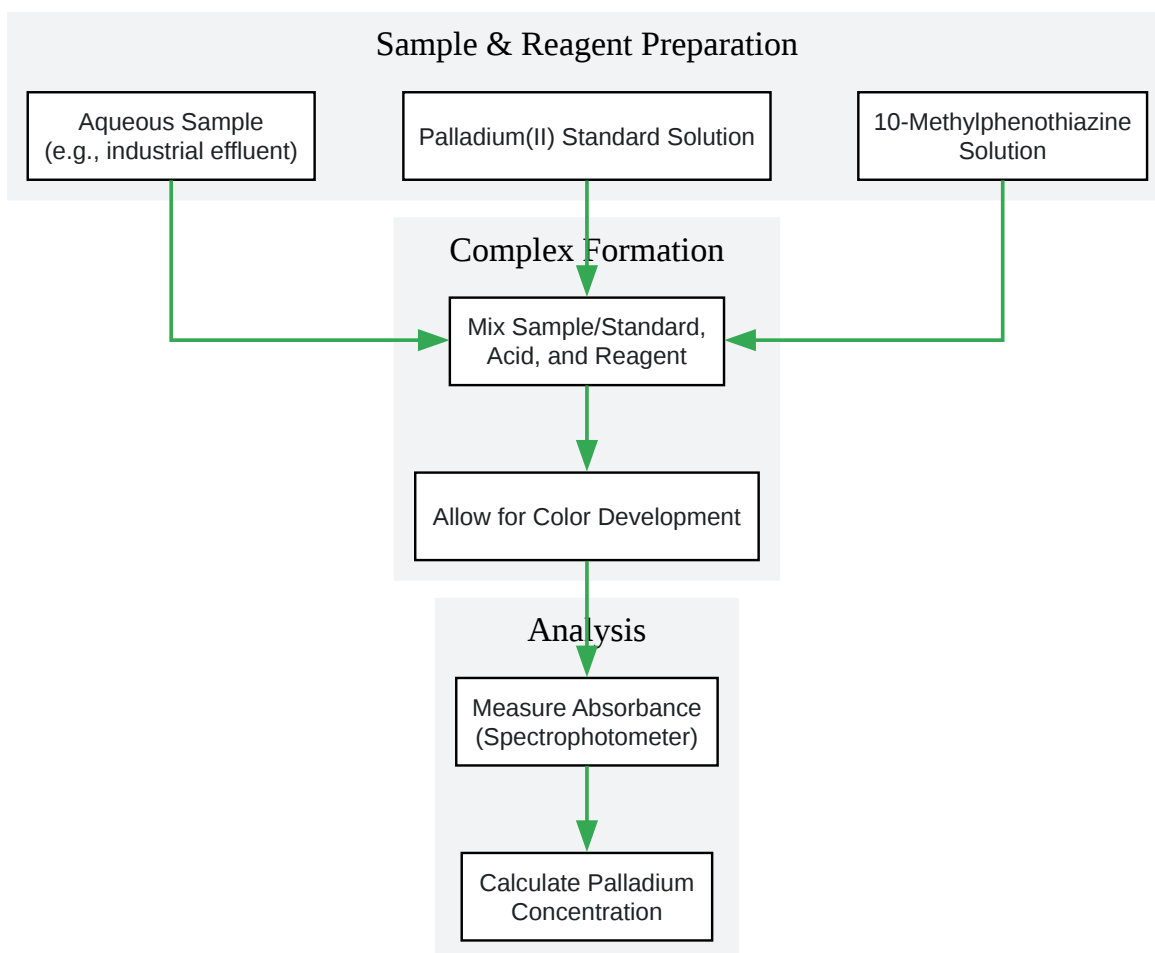 Sample & Reagent Preparation
Aqueous Sample
(e.g., industrial effluent)
Palladium(II) Standard Solution
10-Methylphenothiazine
Solution
Complex Formation
Mix Sample/Standard,
Acid, and Reagent
Allow for Color Development
Analysis
Measure Absorbance
(Spectrophotometer)
Calculate Palladium
Concentration